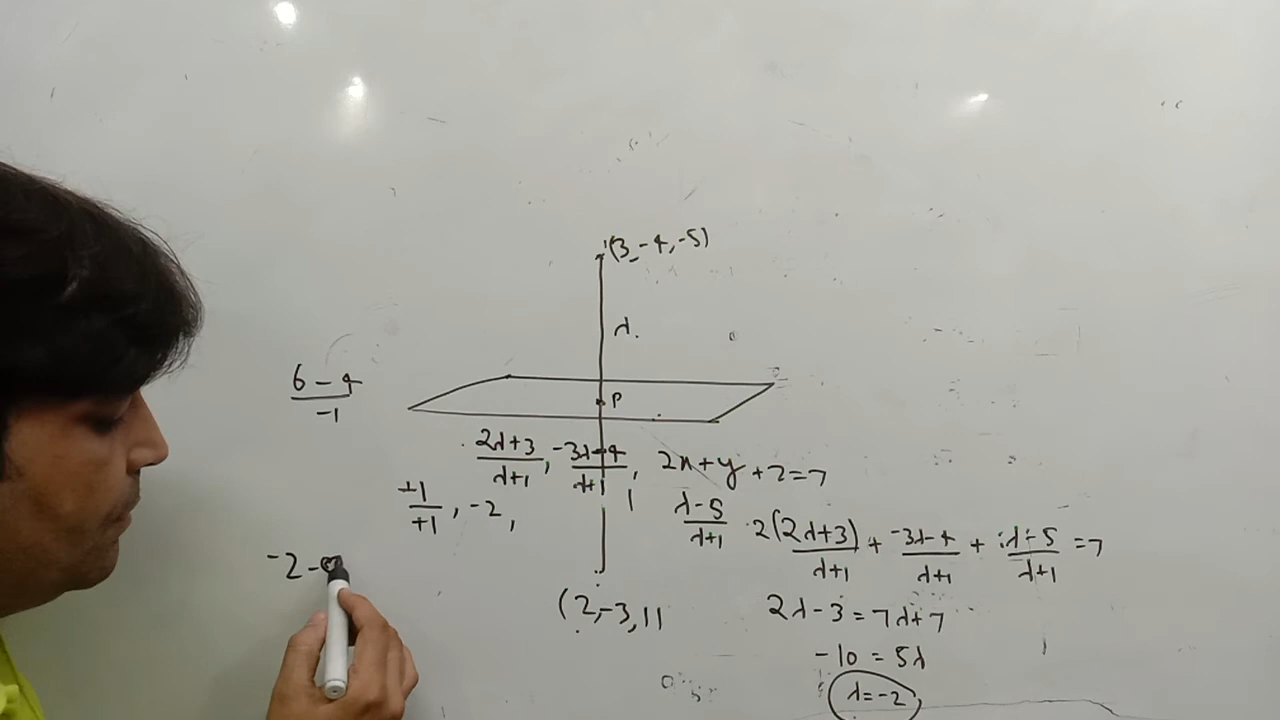 (3, -4, -5)
λ.
6 - 4 / -1
P
2λ+3 / λ+1, -3λ-4 / λ+1, λ-5 / λ+1
2x+y+z=7
+1 / +1, -2,
2(2λ+3) / λ+1 + -3λ-4 / λ+1 + λ-5 / λ+1 = 7
-2 -
(2, -3, 1)
2λ-3 = 7λ+7
-10 = 5λ
λ=-2